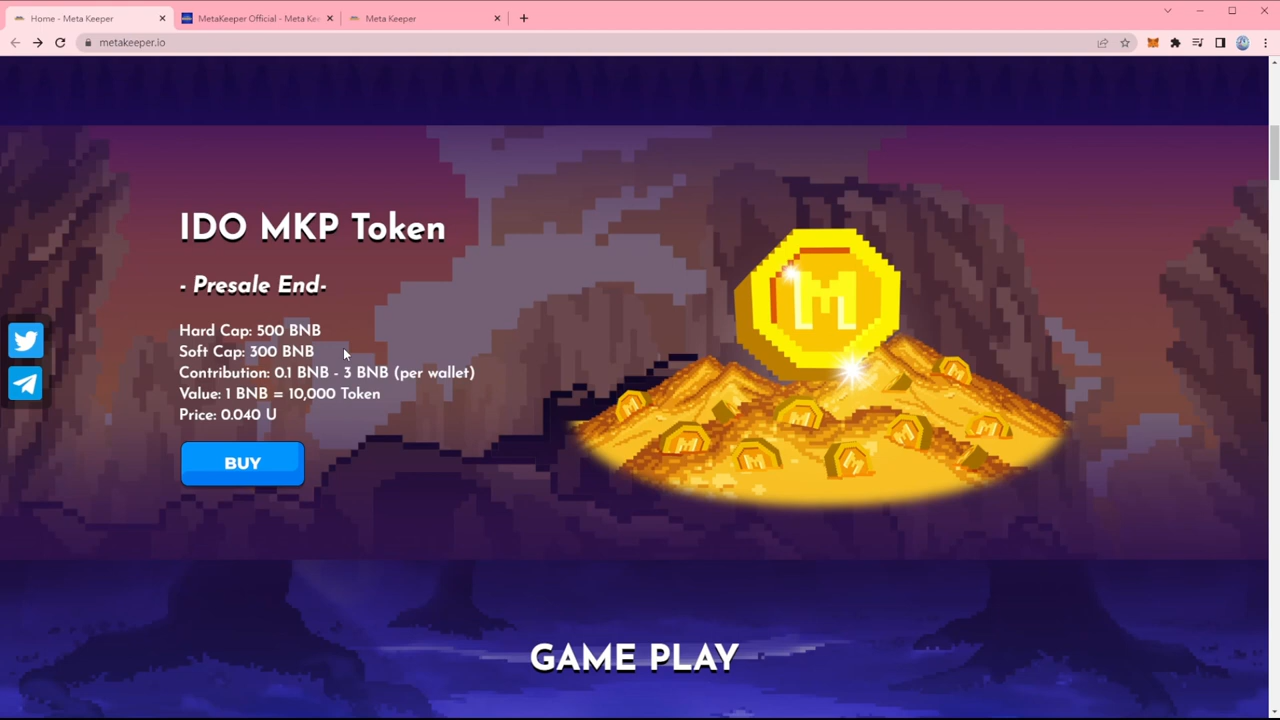 Home - Meta Keeper
MetaKeeper Official - Meta Kee
Meta Keeper
metakeeper.io
IDO MKP Token
- Presale End-
Hard Cap: 500 BNB
Soft Cap: 300 BNB
Contribution: 0.1 BNB - 3 BNB (per wallet)
Value: 1 BNB = 10,000 Token
Price: 0.040 U
BUY
M
M
M
M
M
M
M
M
GAME PLAY